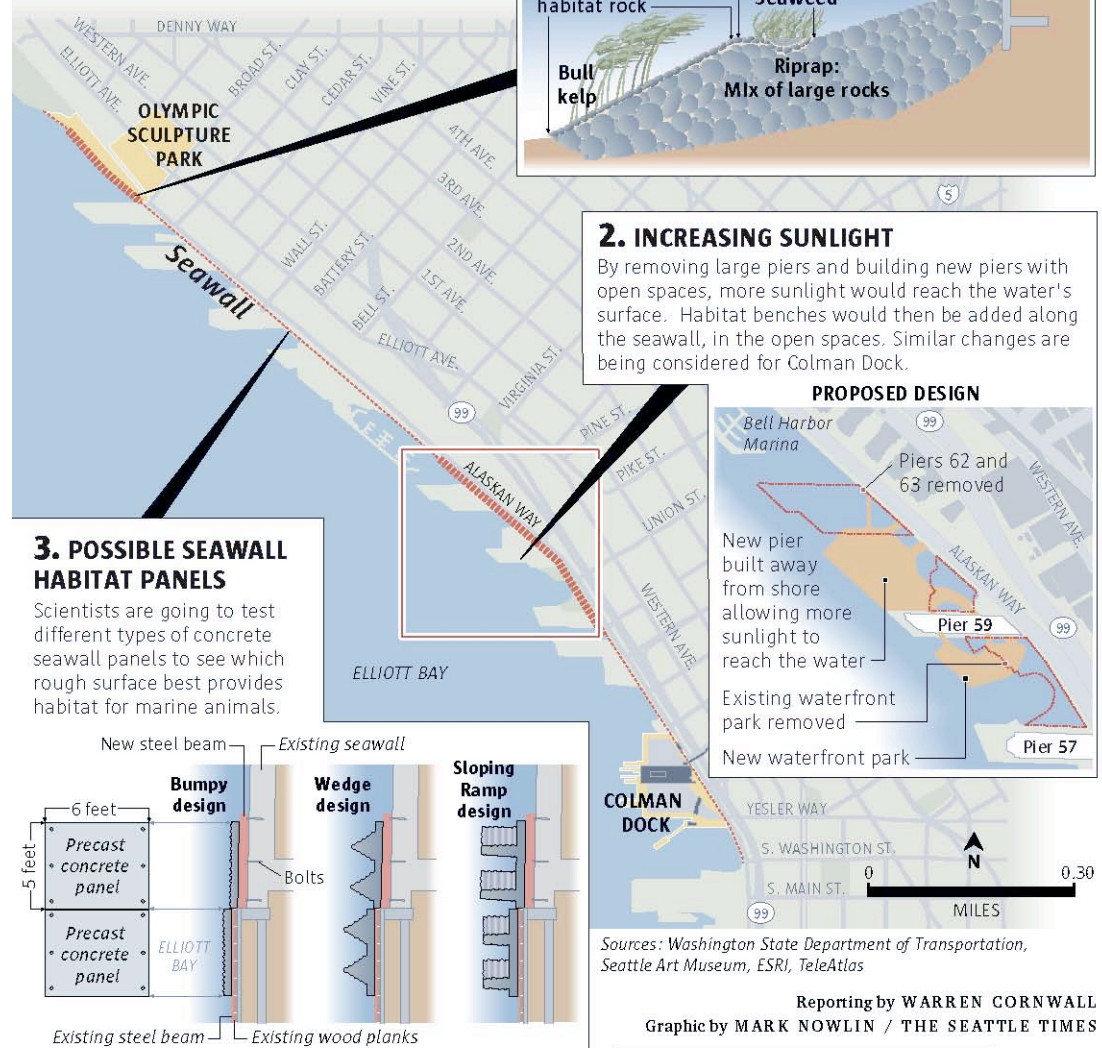 habitat rock
Seaweed
Bull
kelp
Riprap:
MIx of large rocks
DENNY WAY
WESTERN AVE.
ELLIOTT AVE.
BROAD ST.
CLAY ST.
CEDAR ST.
VINE ST.
OLYMPIC
SCULPTURE
PARK
4TH AVE.
3RD AVE.
2ND AVE.
1ST AVE.
WALL ST.
BATTERY ST.
BELL ST.
ELLIOTT AVE.
VIRGINIA ST.
PINE ST.
PIKE ST.
UNION ST.
WESTERN AVE.
5
99
Seawall
ALASKAN WAY
ELLIOTT BAY
2. INCREASING SUNLIGHT
By removing large piers and building new piers with
open spaces, more sunlight would reach the water's
surface. Habitat benches would then be added along
the seawall, in the open spaces. Similar changes are
being considered for Colman Dock.
PROPOSED DESIGN
Bell Harbor
Marina
99
Piers 62 and
63 removed
WESTERN AVE.
ALASKAN WAY
New pier
built away
from shore
allowing more
sunlight to
reach the water
Pier 59
99
Existing waterfront
park removed
New waterfront park
Pier 57
3. POSSIBLE SEAWALL
HABITAT PANELS
Scientists are going to test
different types of concrete
seawall panels to see which
rough surface best provides
habitat for marine animals.
New steel beam
Existing seawall
Bumpy
design
Wedge
design
Sloping
Ramp
design
6 feet
5 feet
Precast
concrete
panel
Bolts
Precast
concrete
panel
ELLIOTT
BAY
Existing steel beam
Existing wood planks
COLMAN
DOCK
YESLER WAY
S. WASHINGTON ST.
S. MAIN ST.
99
N
0
0.30
MILES
Sources: Washington State Department of Transportation,
Seattle Art Museum, ESRI, TeleAtlas
Reporting by WARREN CORNWALL
Graphic by MARK NOWLIN / THE SEATTLE TIMES